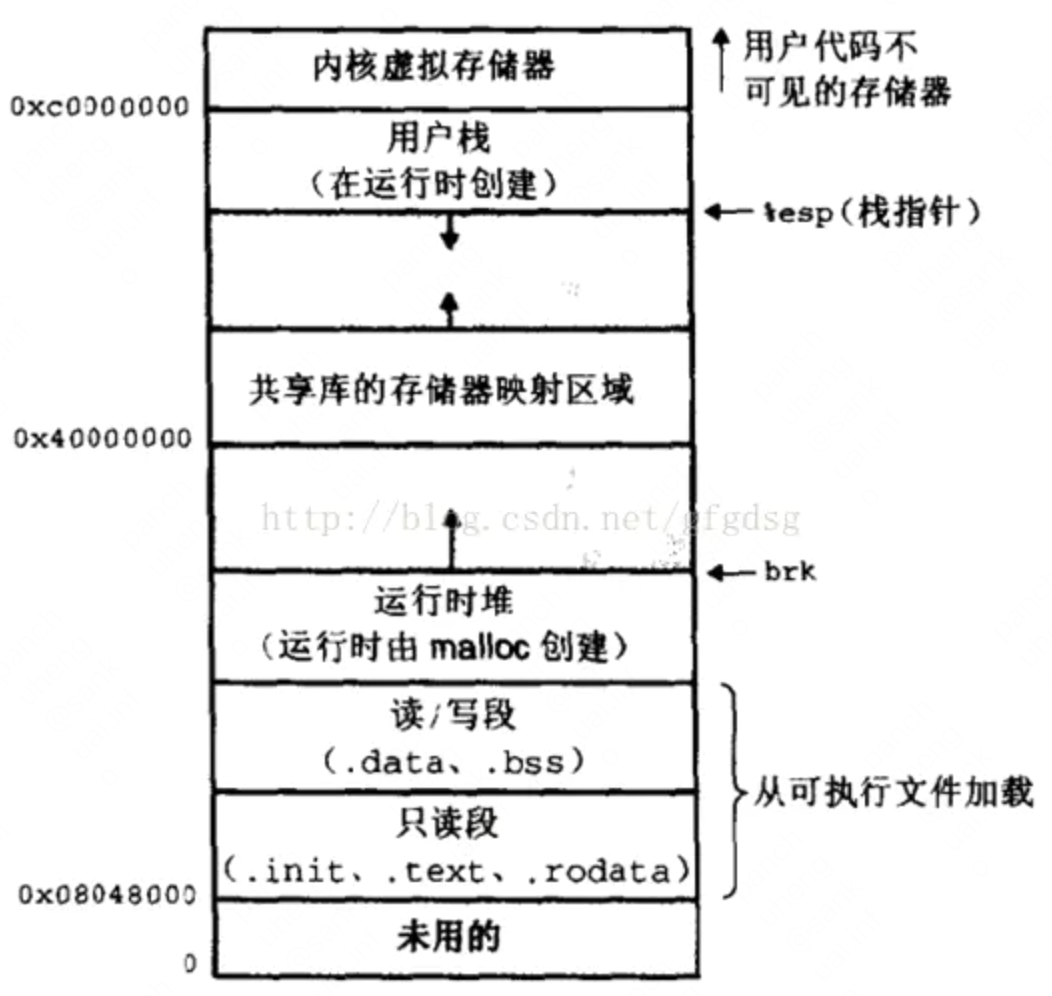 内核虚拟存储器
用户代码不
可见的存储器
0xc0000000
用户栈
(在运行时创建)
%esp(栈指针)
共享库的存储器映射区域
0x40000000
http://blog.csdn.net/gfgdsg
brk
运行时堆
(运行时由 malloc 创建)
读/写段
(.data、.bss)
从可执行文件加载
只读段
(.init、.text、.rodata)
0x08048000
未用的
0